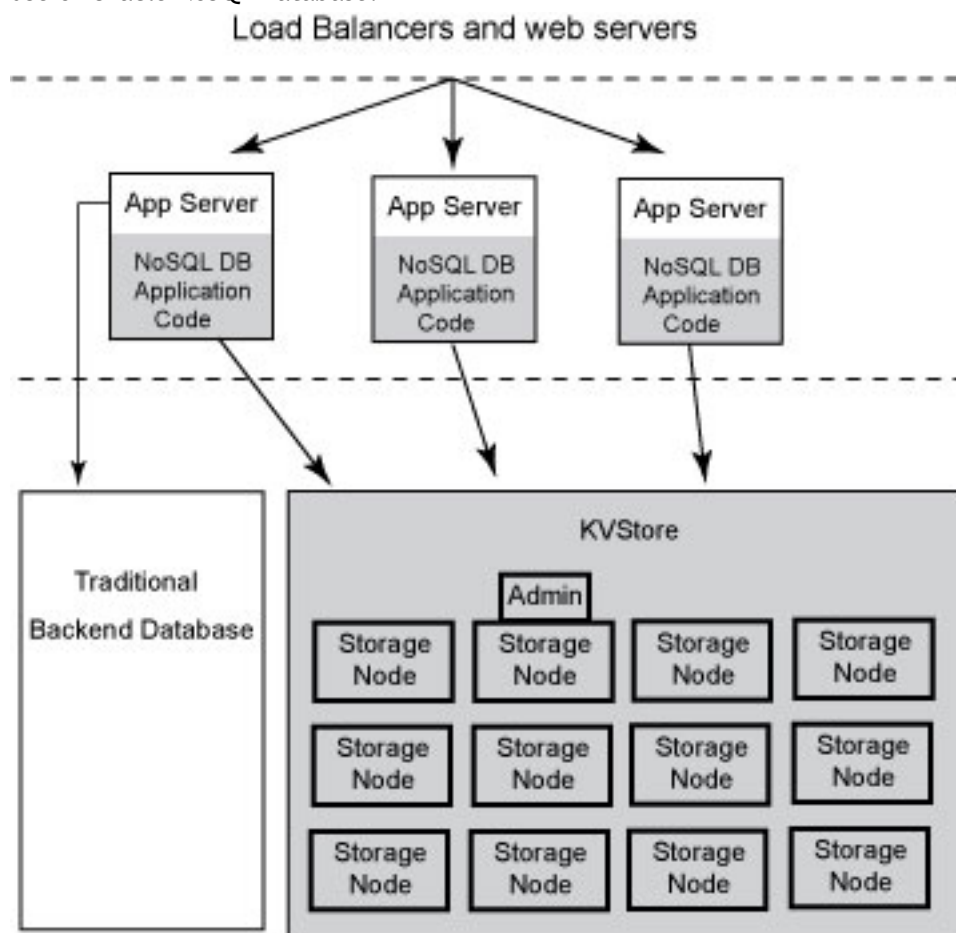 Load Balancers and web servers
App Server
NoSQL DB
Application
Code
App Server
NoSQL DB
Application
Code
App Server
NoSQL DB
Application
Code
Traditional
Backend Database
KVStore
Admin
Storage
Node
Storage
Node
Storage
Node
Storage
Node
Storage
Node
Storage
Node
Storage
Node
Storage
Node
Storage
Node
Storage
Node
Storage
Node
Storage
Node